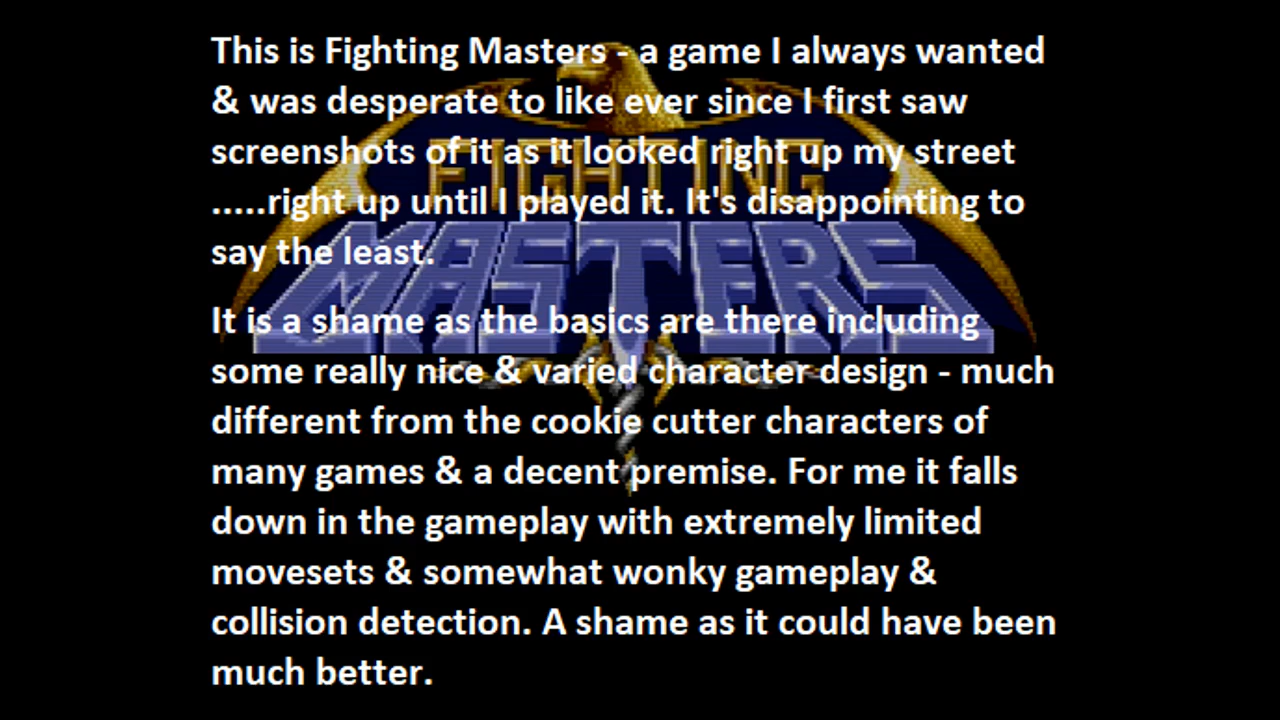 This is Fighting Masters - a game I always wanted
& was desperate to like ever since I first saw
screenshots of it as it looked right up my street
.....right up until I played it. It's disappointing to
say the least.
It is a shame as the basics are there including
some really nice & varied character design - much
different from the cookie cutter characters of
many games & a decent premise. For me it falls
down in the gameplay with extremely limited
movesets & somewhat wonky gameplay &
collision detection. A shame as it could have been
much better.
FIGHTING
MASTERS